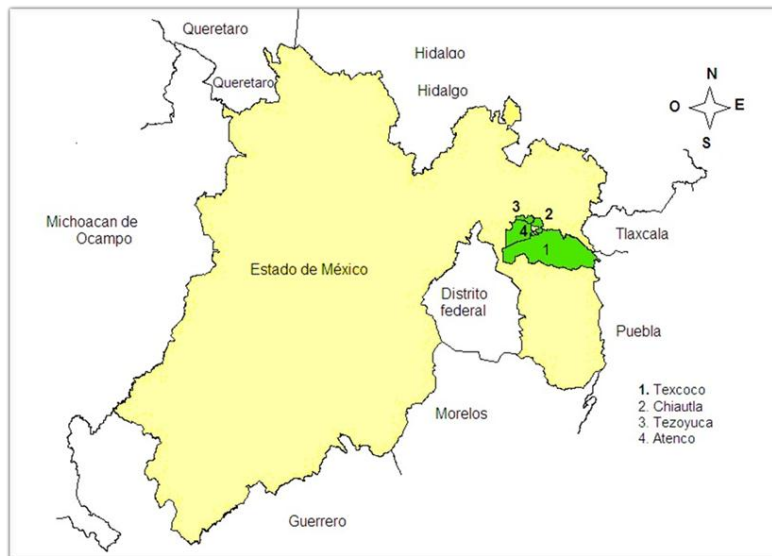 Queretaro
Hidalgo
Queretaro
Hidalgo
N
O
E
S
3
2
4
1
Michoacan de
Ocampo
Tlaxcala
Estado de México
Distrito
federal
Puebla
1. Texcoco
2. Chiautla
3. Tezoyuca
4. Atenco
Morelos
Guerrero